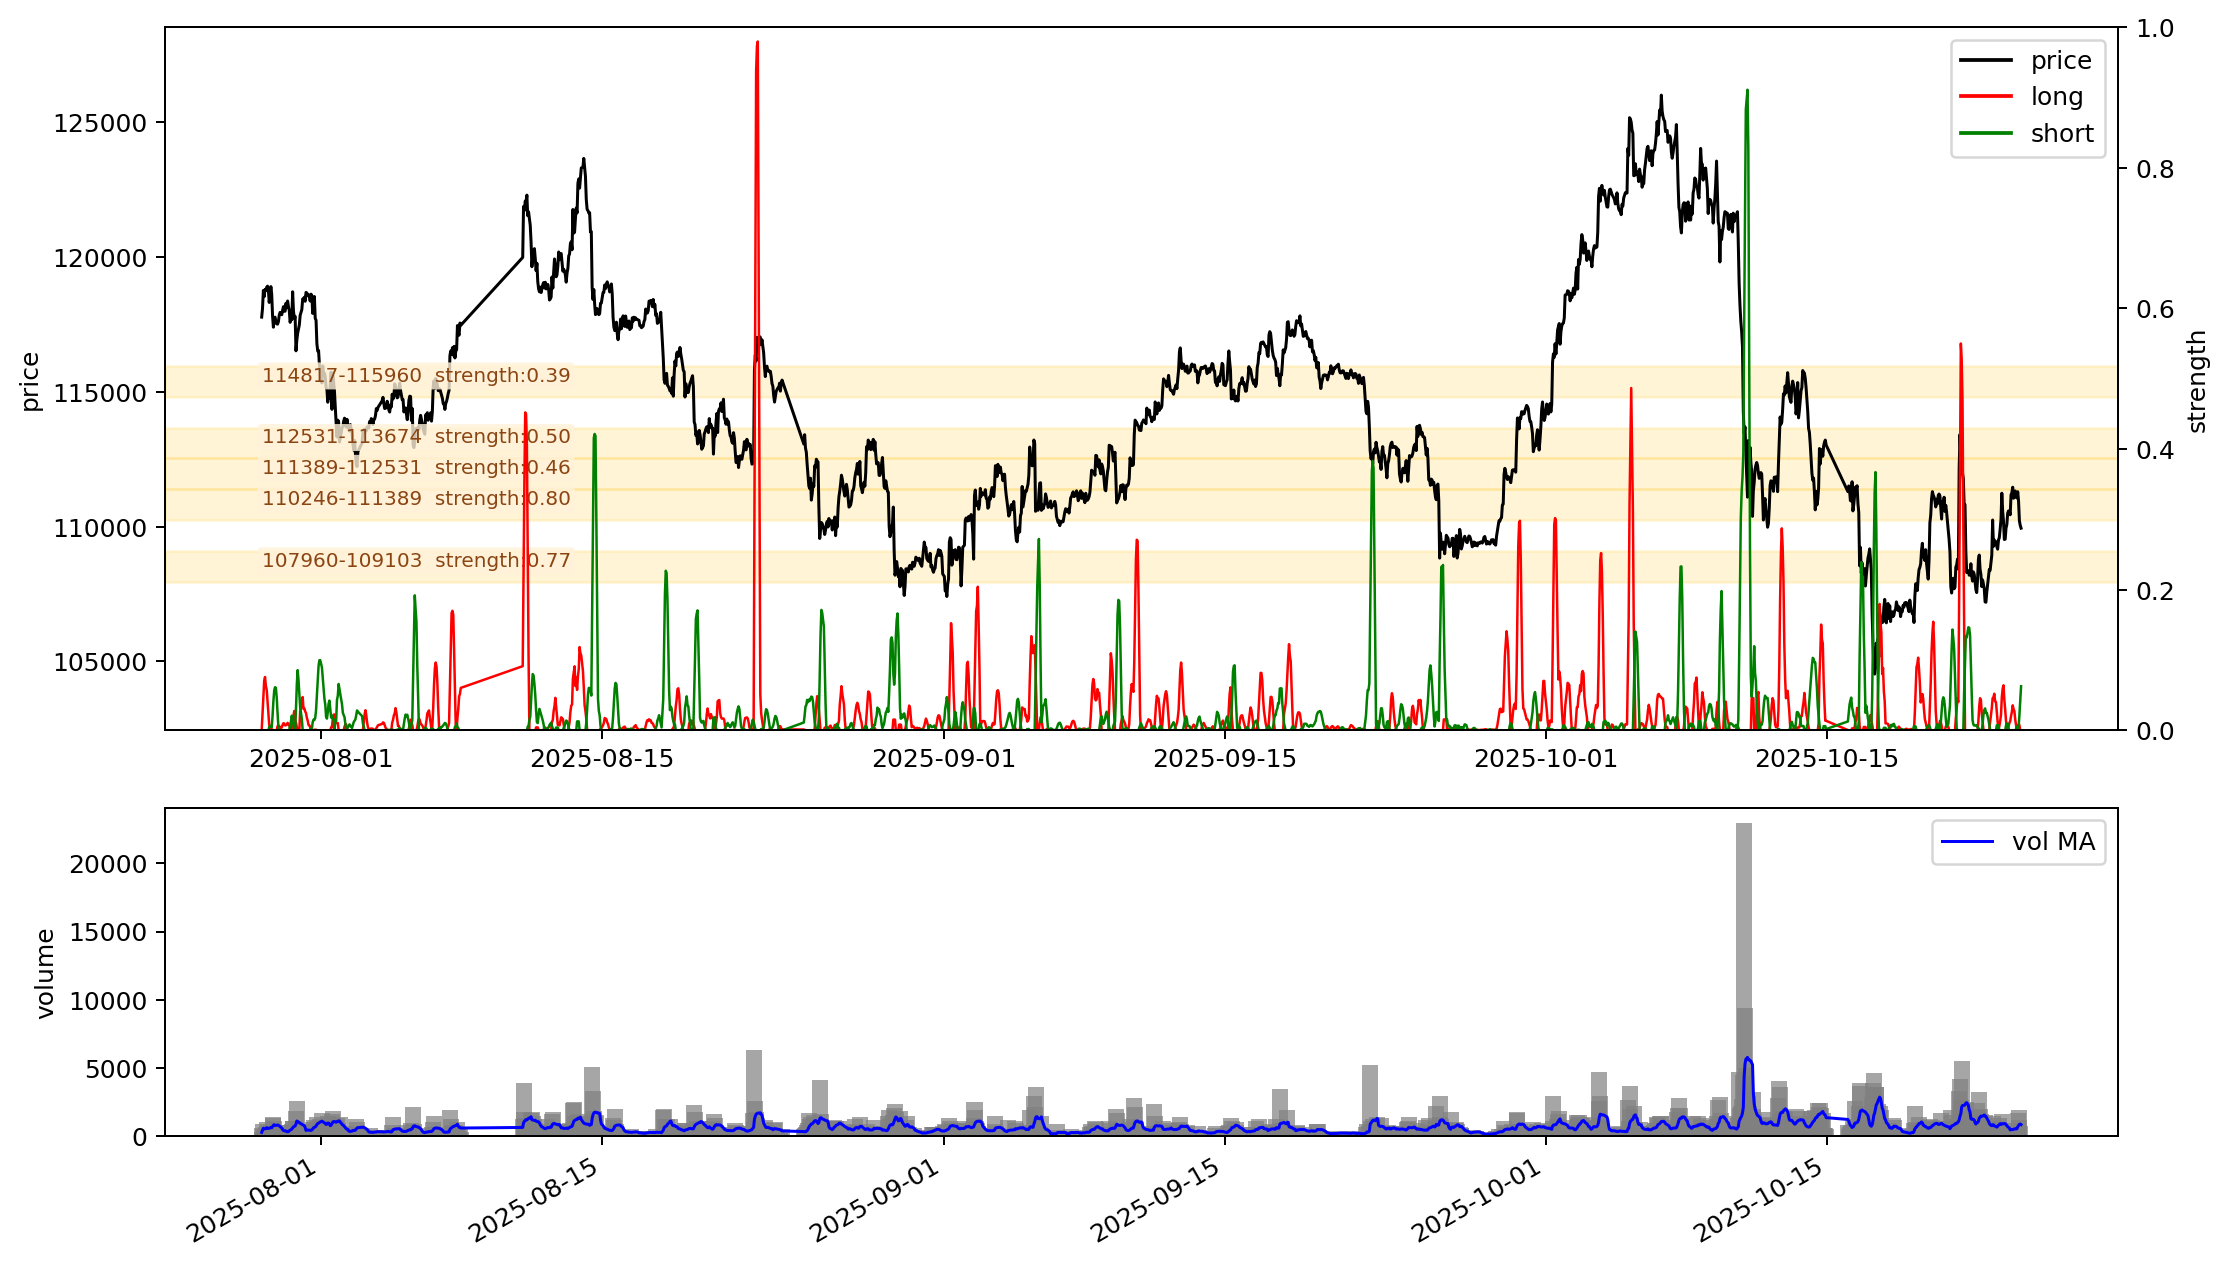 price
125000
120000
115000
110000
105000
114817-115960 strength:0.39
112531-113674 strength:0.50
111389-112531 strength:0.46
110246-111389 strength:0.80
107960-109103 strength:0.77
price
long
short
1.0
0.8
0.6
0.4
0.2
0.0
strength
2025-08-01
2025-08-15
2025-09-01
2025-09-15
2025-10-01
2025-10-15
volume
20000
15000
10000
5000
0
vol MA
2025-08-01
2025-08-15
2025-09-01
2025-09-15
2025-10-01
2025-10-15